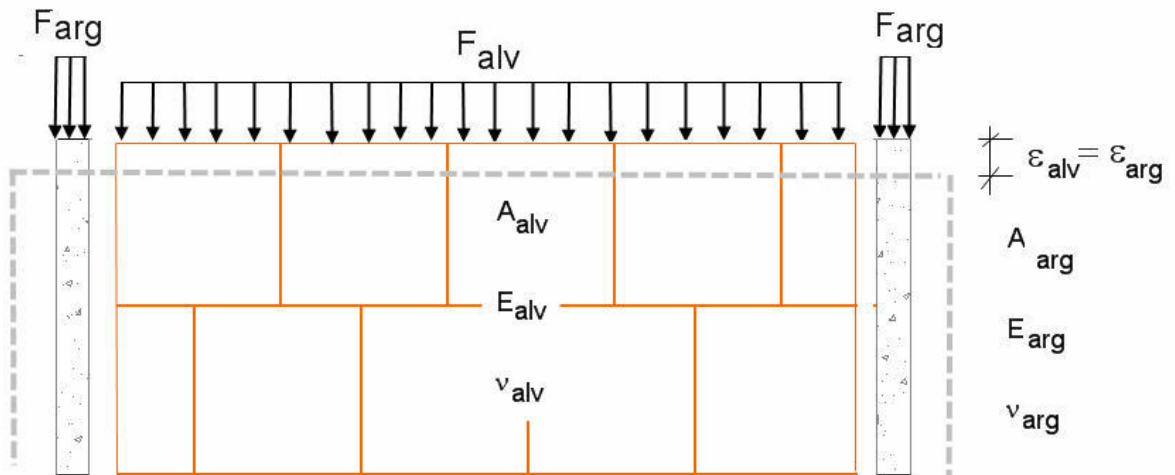 Farg
Falv
Farg
εalv = εarg
Aalv
Aarg
Ealv
Earg
νalv
νarg